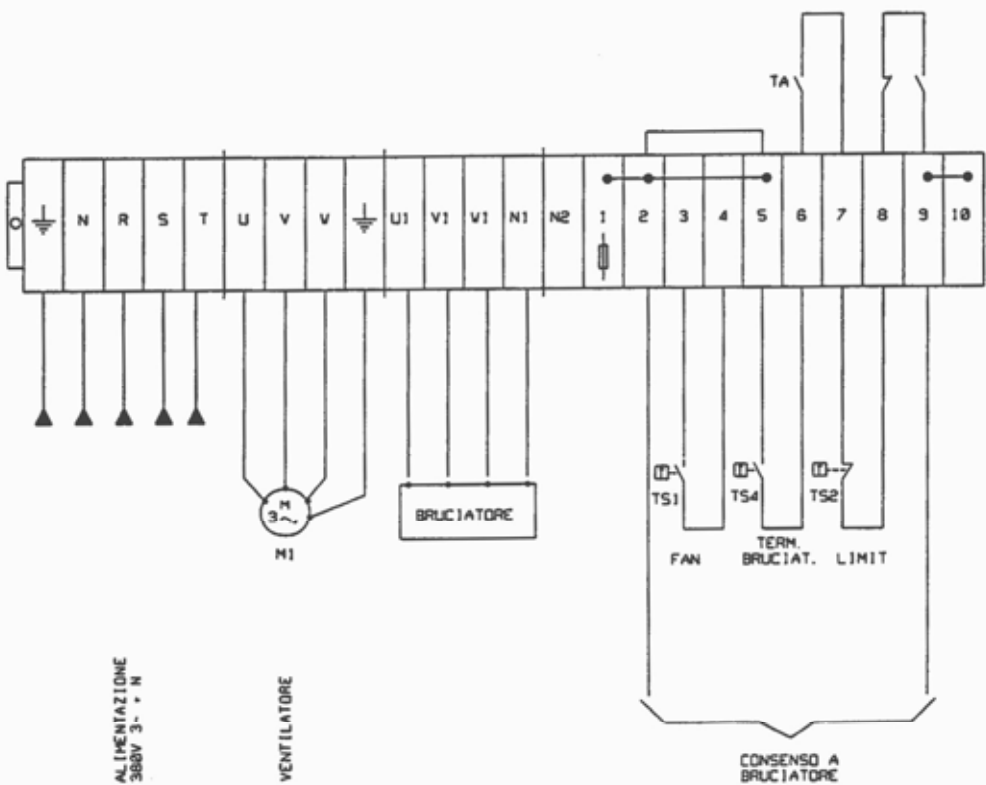 TA
N R S T U V W U1 V1 V1 N1 N2 1 2 3 4 5 6 7 8 9 10
M
3~
M1
BRUCIATORE
T T T
TS1 TS4 TS2
FAN
TERM.
BRUCIAT.
LIMIT
ALIMENTAZIONE
380V 3~ + N
VENTILATORE
CONSENSO A
BRUCIATORE